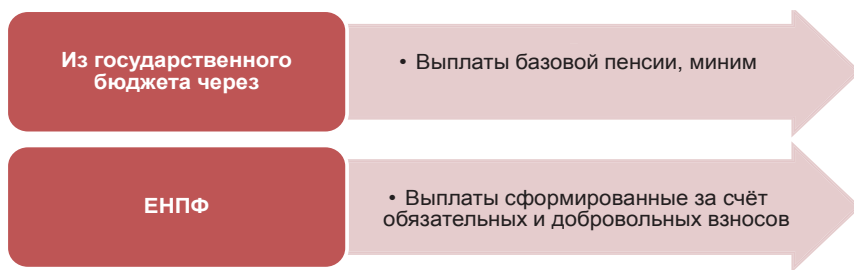 Из государственного
бюджета через
• Выплаты базовой пенсии, миним
ЕНПФ
• Выплаты сформированные за счёт
обязательных и добровольных взносов